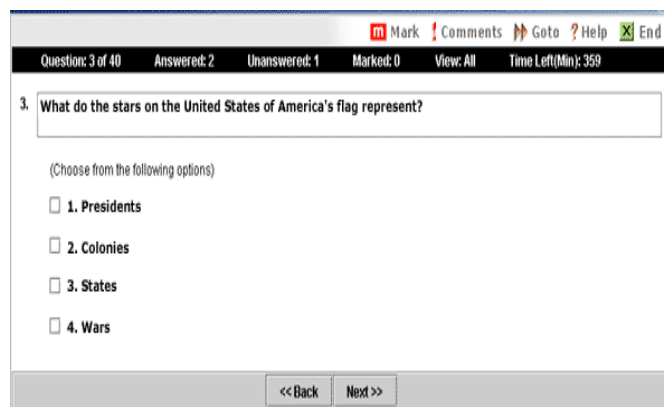 m Mark ! Comments Goto ? Help X End
Question: 3 of 40 Answered: 2 Unanswered: 1 Marked: 0 View: All Time Left(Min): 359
3. What do the stars on the United States of America's flag represent?
(Choose from the following options)
1. Presidents
2. Colonies
3. States
4. Wars
<< Back Next >>